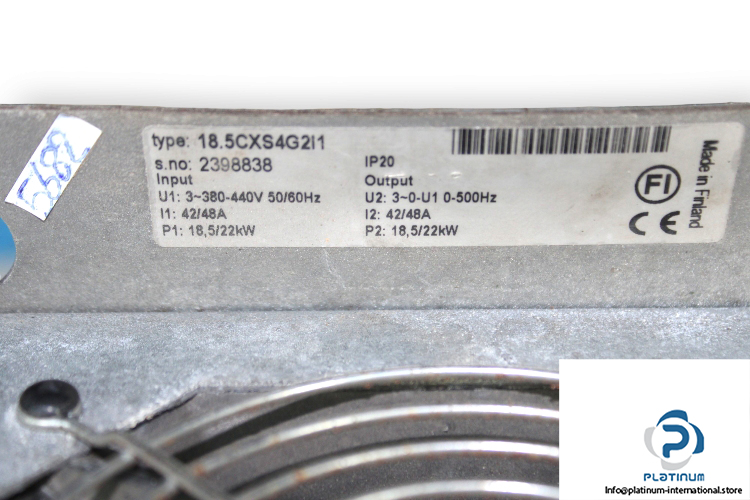 type: 18.5CXS4G2I1
s.no: 2398838
IP20
Input
Output
U1: 3~380-440V 50/60Hz
U2: 3~0-U1 0-500Hz
I1: 42/48A
I2: 42/48A
P1: 18,5/22kW
P2: 18,5/22kW
FI
CE
Made in Finland
5682
PLATINUM
Info@platinum-international.store